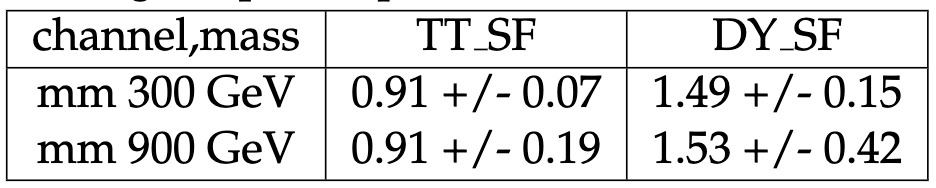 channel,mass TT_SF DY_SF
mm 300 GeV 0.91 +/- 0.07 1.49 +/- 0.15
mm 900 GeV 0.91 +/- 0.19 1.53 +/- 0.42